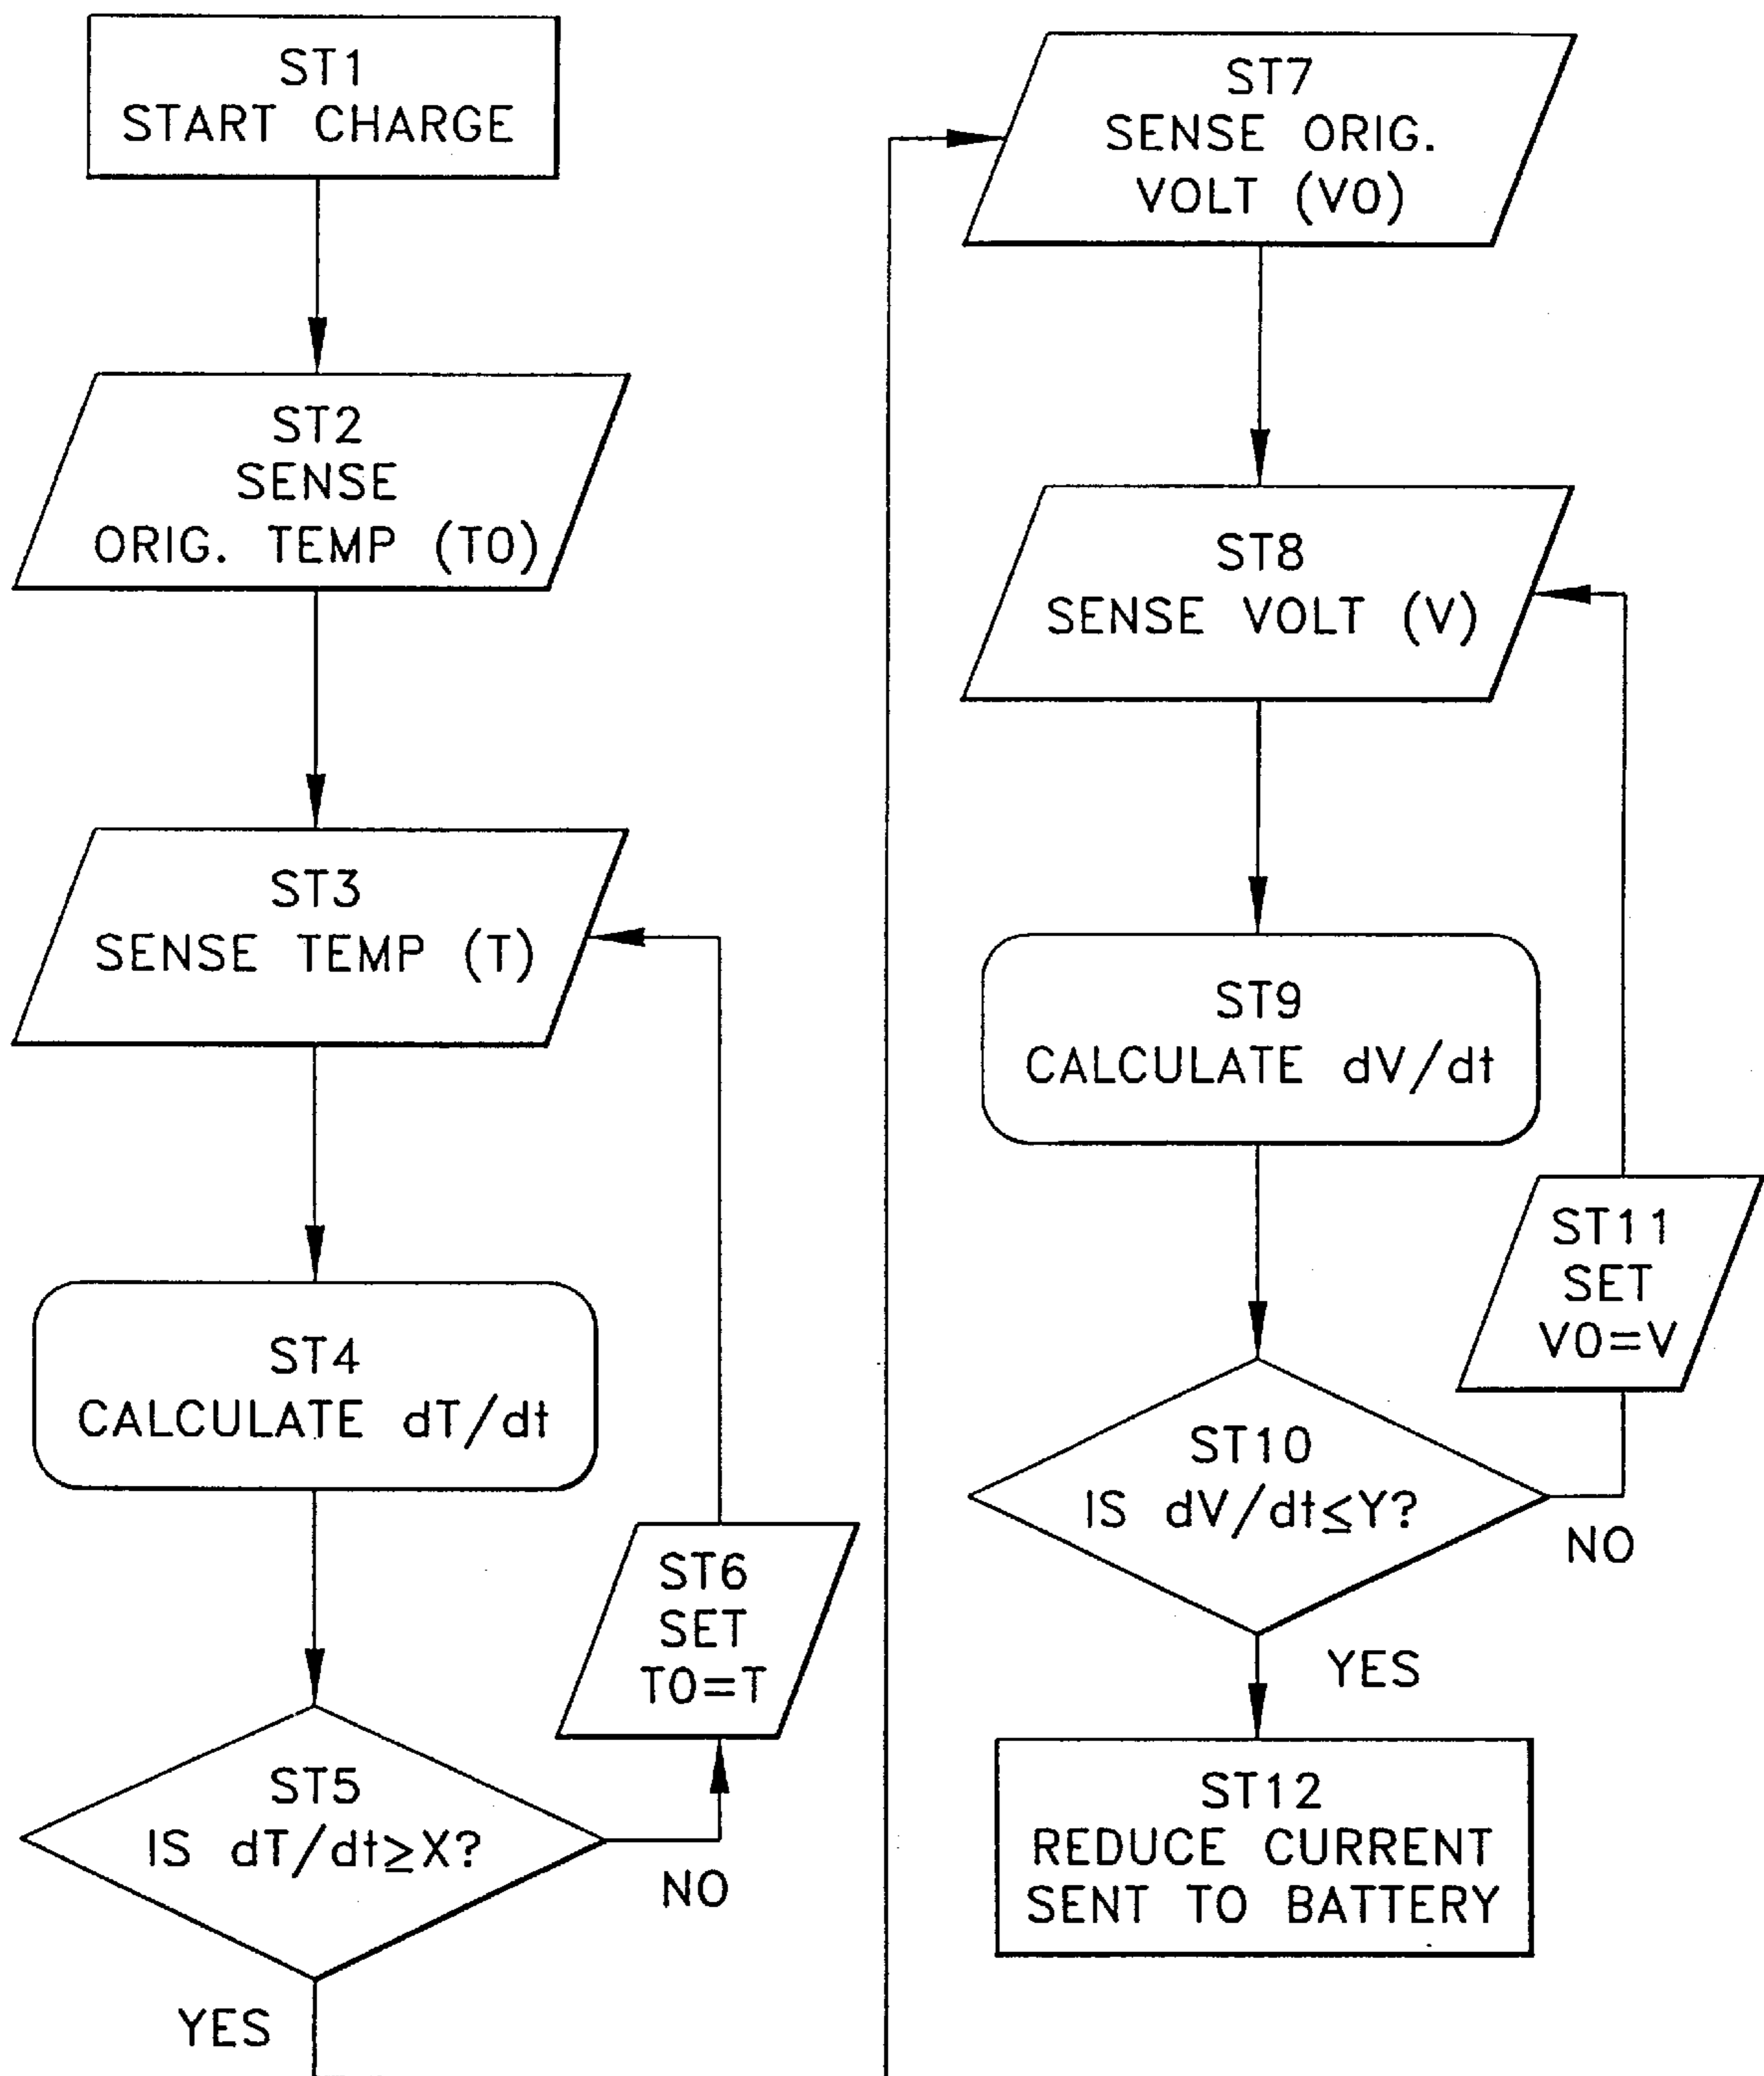 ST1
START CHARGE
ST2
SENSE
ORIG. TEMP (T0)
ST3
SENSE TEMP (T)
ST4
CALCULATE dT/dt
ST6
SET
T0=T
ST5
IS dT/dt≥X?
NO
YES
ST7
SENSE ORIG.
VOLT (V0)
ST8
SENSE VOLT (V)
ST9
CALCULATE dV/dt
ST11
SET
V0=V
ST10
IS dV/dt≤Y?
NO
YES
ST12
REDUCE CURRENT
SENT TO BATTERY